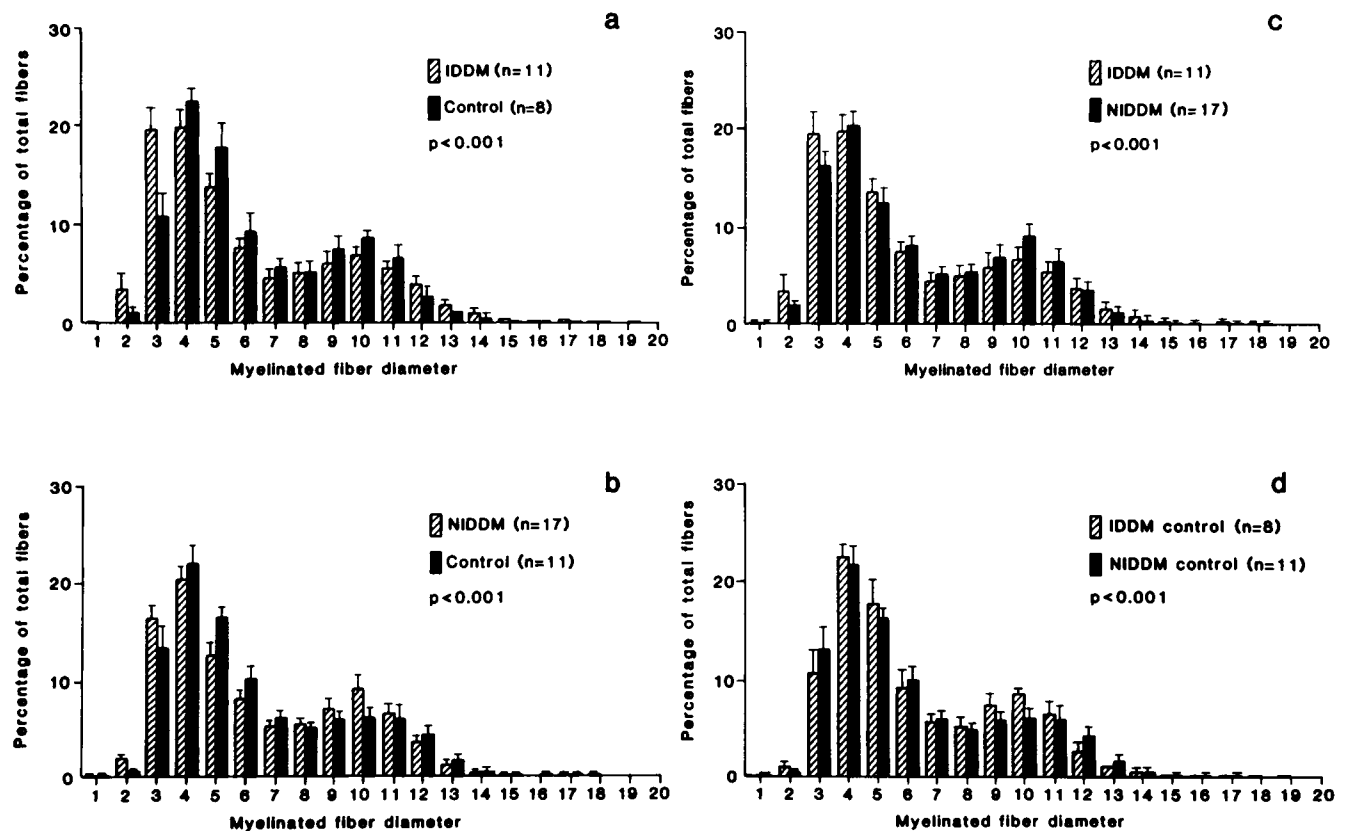 a
30
20
10
0
Percentage of total fibers
IDDM (n=11)
Control (n=8)
p<0.001
1 2 3 4 5 6 7 8 9 10 11 12 13 14 15 16 17 18 19 20
Myelinated fiber diameter
c
30
20
10
0
Percentage of total fibers
IDDM (n=11)
NIDDM (n=17)
p<0.001
1 2 3 4 5 6 7 8 9 10 11 12 13 14 15 16 17 18 19 20
Myelinated fiber diameter
b
30
20
10
0
Percentage of total fibers
NIDDM (n=17)
Control (n=11)
p<0.001
1 2 3 4 5 6 7 8 9 10 11 12 13 14 15 16 17 18 19 20
Myelinated fiber diameter
d
30
20
10
0
Percentage of total fibers
IDDM control (n=8)
NIDDM control (n=11)
p<0.001
1 2 3 4 5 6 7 8 9 10 11 12 13 14 15 16 17 18 19 20
Myelinated fiber diameter